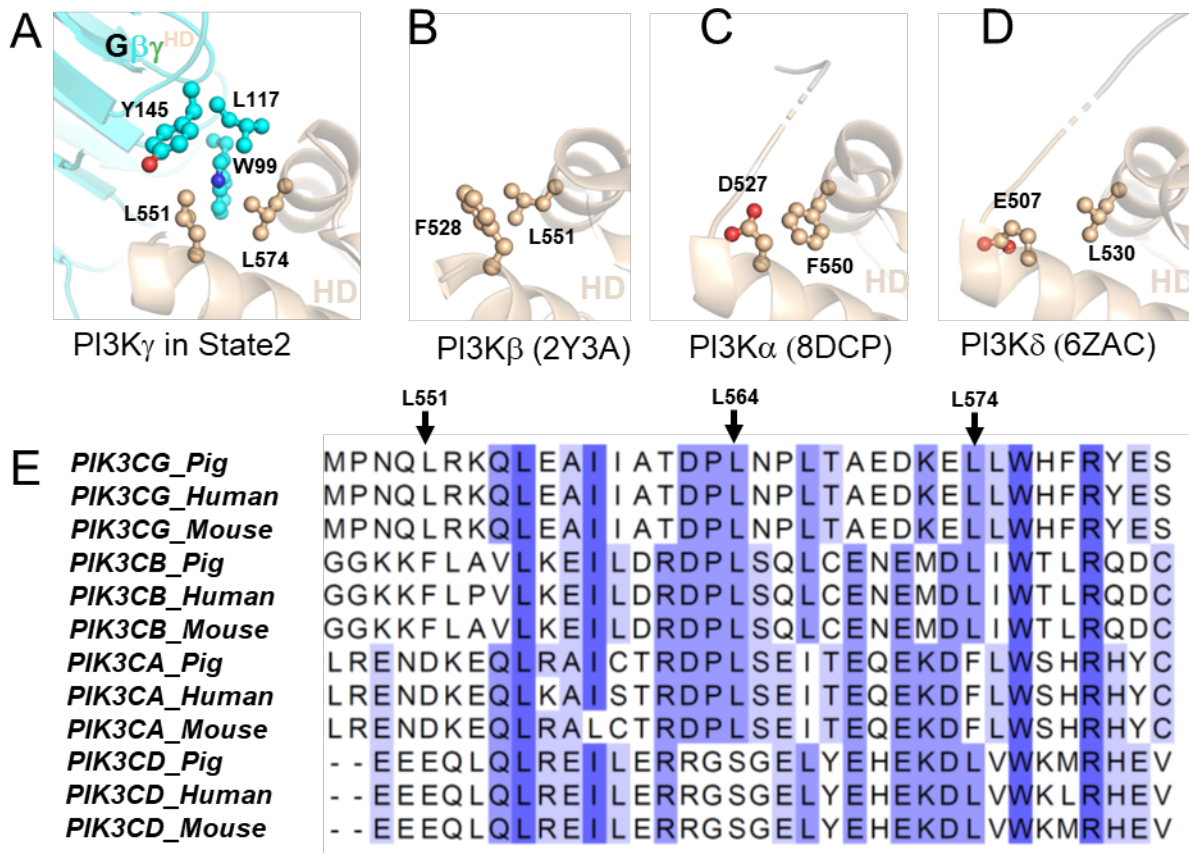 A
Gβγ HD
Y145
L117
W99
L551
L574
HD
PI3Kγ in State2
B
F528
L551
HD
PI3Kβ (2Y3A)
C
D527
F550
HD
PI3Kα (8DCP)
D
E507
L530
HD
PI3Kδ (6ZAC)
E
L551 L564 L574
PIK3CG_Pig MPNQLRKQLEAIIATDPLNPLTAEDKELLWHFRYES
PIK3CG_Human MPNQLRKQLEAIIATDPLNPLTAEDKELLWHFRYES
PIK3CG_Mouse MPNQLRKQLEAIIATDPLNPLTAEDKELLWHFRYES
PIK3CB_Pig GGKKFLAVLKEILDRDPLSQLCENEMDLIWTLRQDC
PIK3CB_Human GGKKFLPVLKEILDRDPLSQLCENEMDLIWTLRQDC
PIK3CB_Mouse GGKKFLAVLKEILDRDPLSQLCENEMDLIWTLRQDC
PIK3CA_Pig LRENDKEQLRAICTRDPLSEITEQEKDFLWSHRHYC
PIK3CA_Human LRENDKEQLKAISTRDPLSEITEQEKDFLWSHRHYC
PIK3CA_Mouse LRENDKEQLRALCTRDPLSEITEQEKDFLWSHRHYC
PIK3CD_Pig --EEEQLQLREILERRGSGELYEHEKDLVWKMRHEV
PIK3CD_Human --EEEQLQLREILERRGSGELYEHEKDLVWKLRHEV
PIK3CD_Mouse --EEEQLQLREILERRGSGELYEHEKDLVWKMRHEV